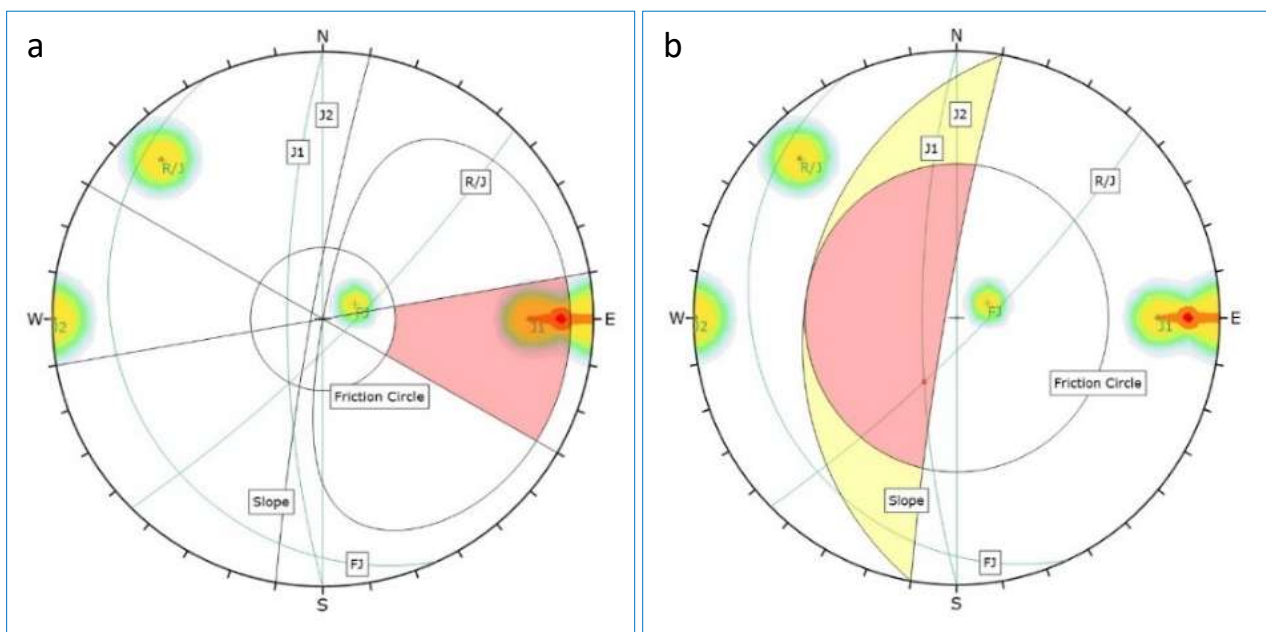 a
N
J2
J1
R/J
R/J
FJ
W
J2
J1
E
Friction Circle
Slope
FJ
S
b
N
J2
J1
R/J
R/J
FJ
W
J2
J1
E
Friction Circle
Slope
FJ
S